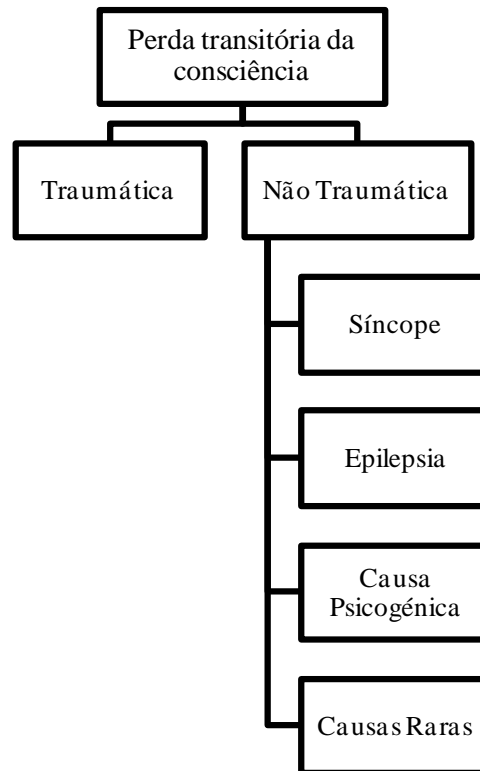 Perda transitória da
consciência
Traumática
Não Traumática
Síncope
Epilepsia
Causa
Psicogénica
Causas Raras